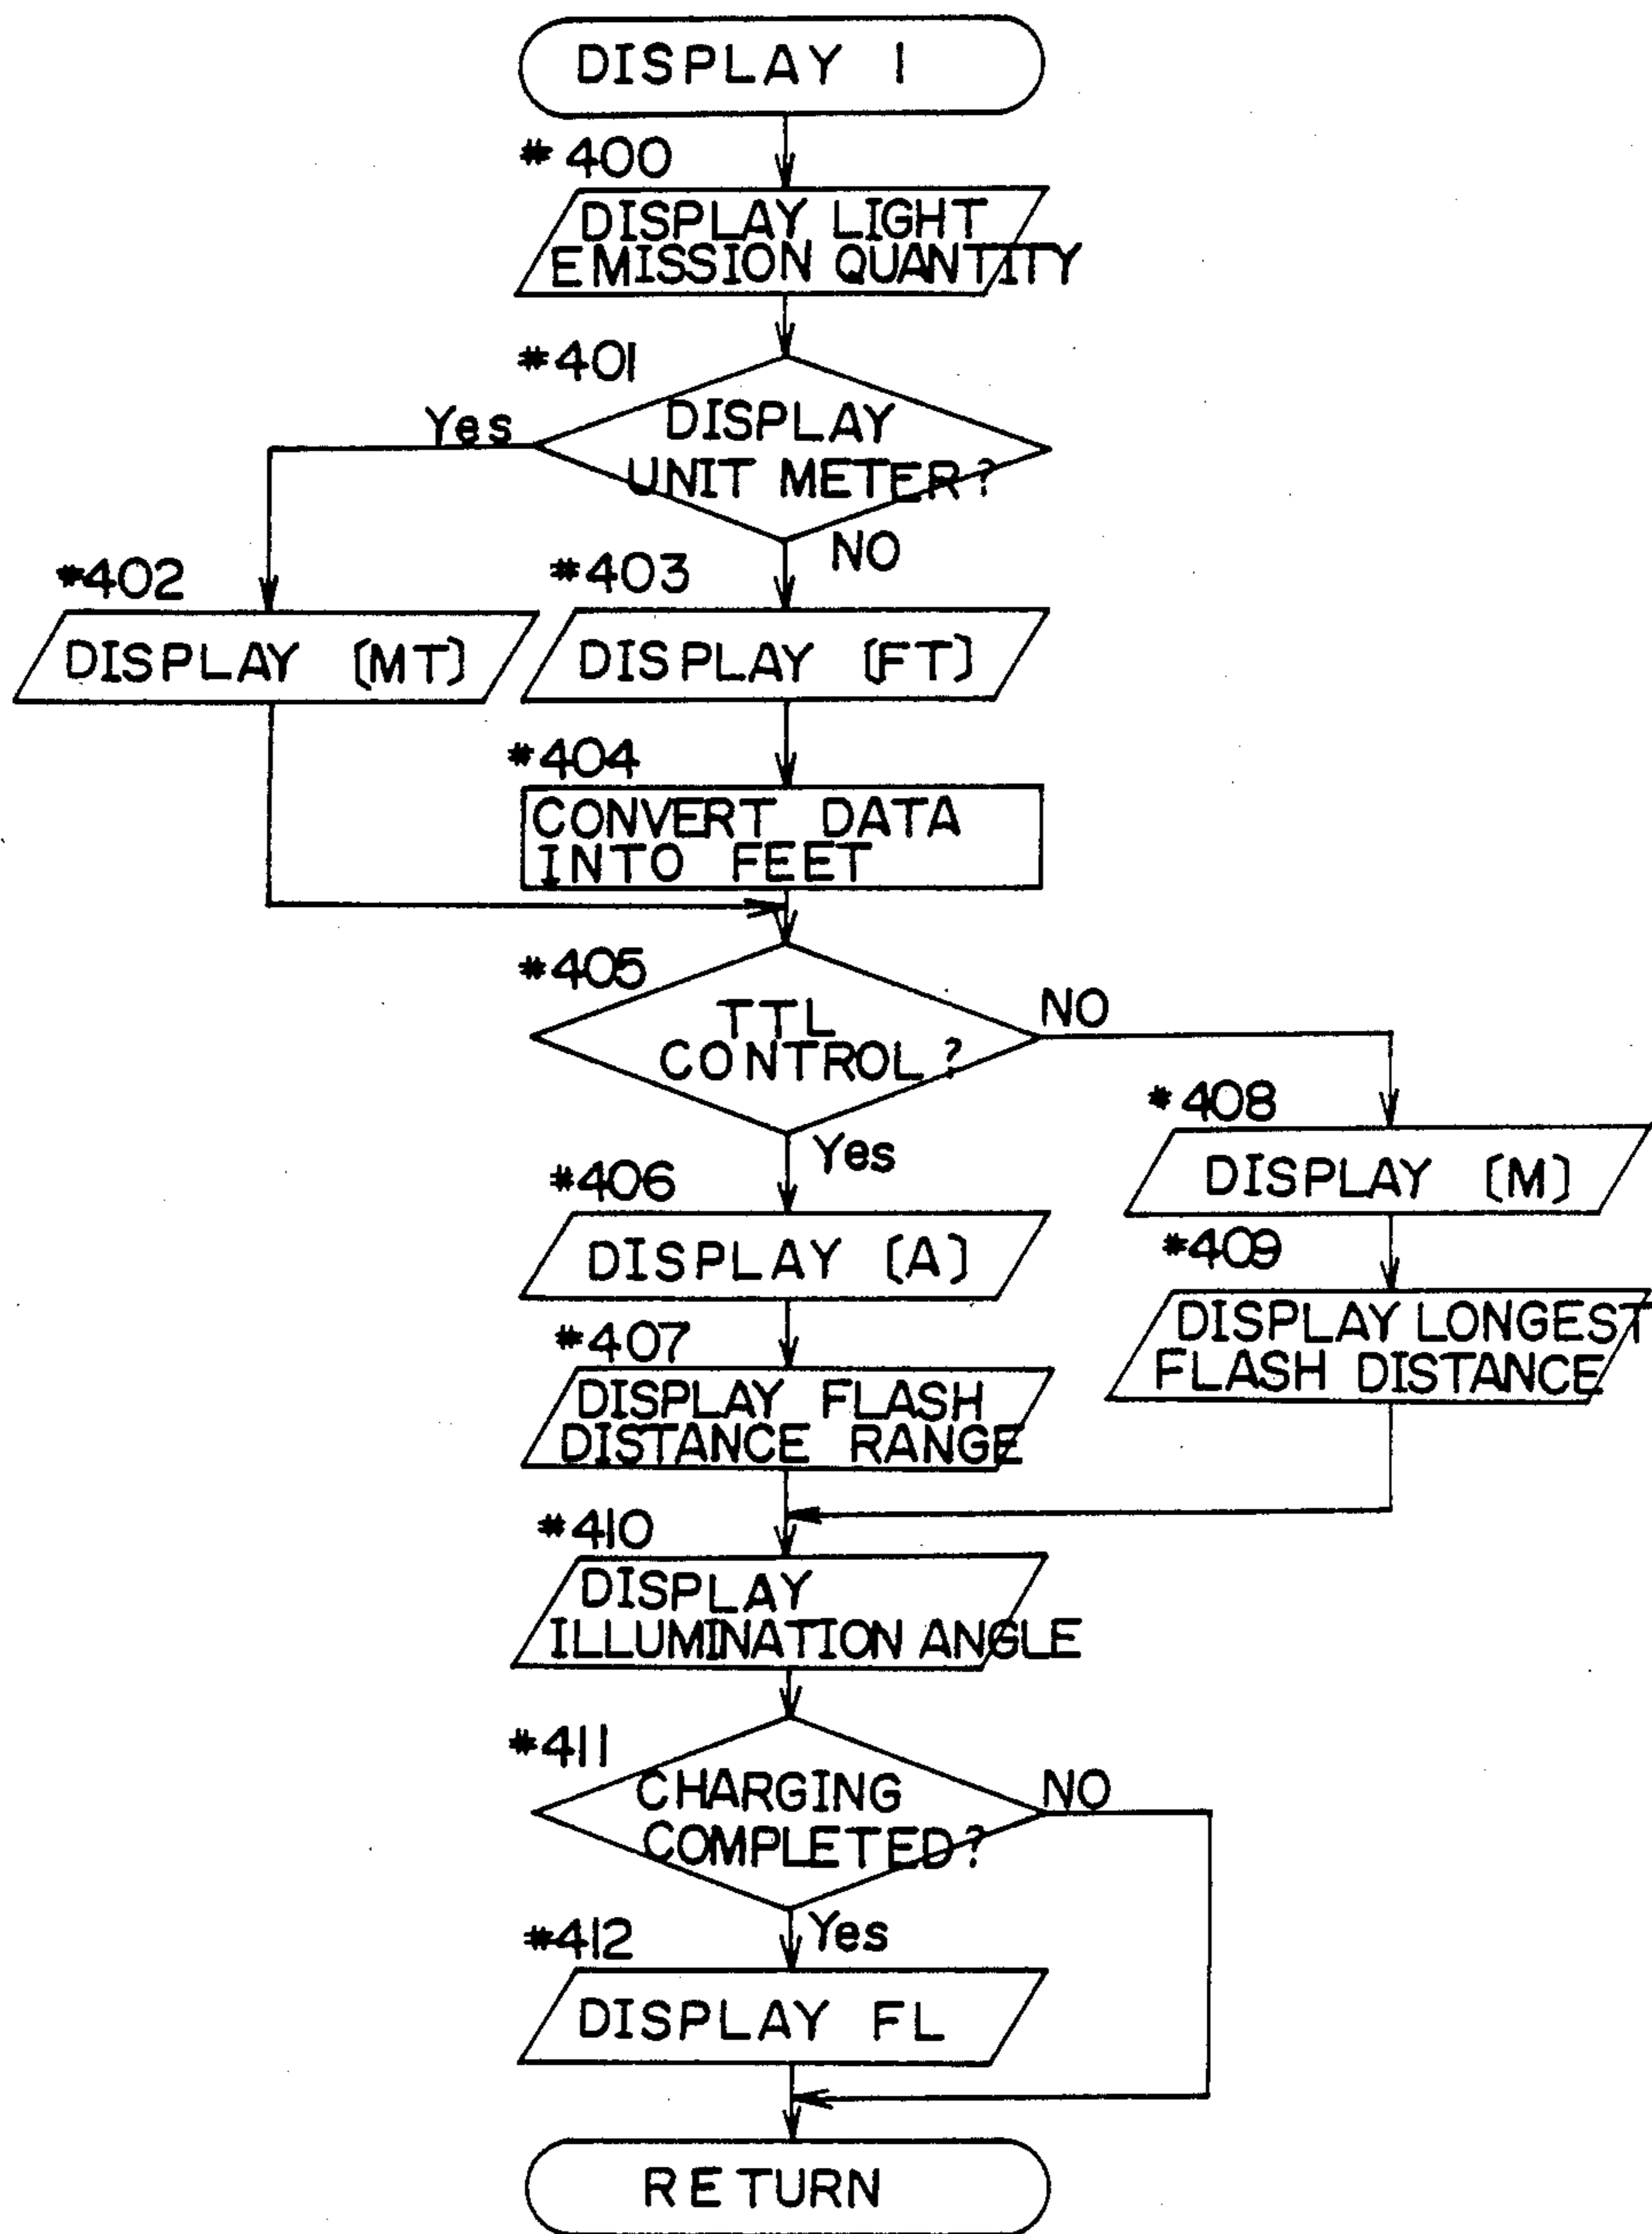 DISPLAY 1
#400
DISPLAY LIGHT
EMISSION QUANTITY
#401
DISPLAY
UNIT METER?
Yes
NO
#402
DISPLAY [MT]
#403
DISPLAY [FT]
#404
CONVERT DATA
INTO FEET
#405
TTL
CONTROL?
NO
Yes
#406
DISPLAY [A]
#407
DISPLAY FLASH
DISTANCE RANGE
#408
DISPLAY [M]
#409
DISPLAY LONGEST
FLASH DISTANCE
#410
DISPLAY
ILLUMINATION ANGLE
#411
CHARGING
COMPLETED?
NO
Yes
#412
DISPLAY FL
RETURN